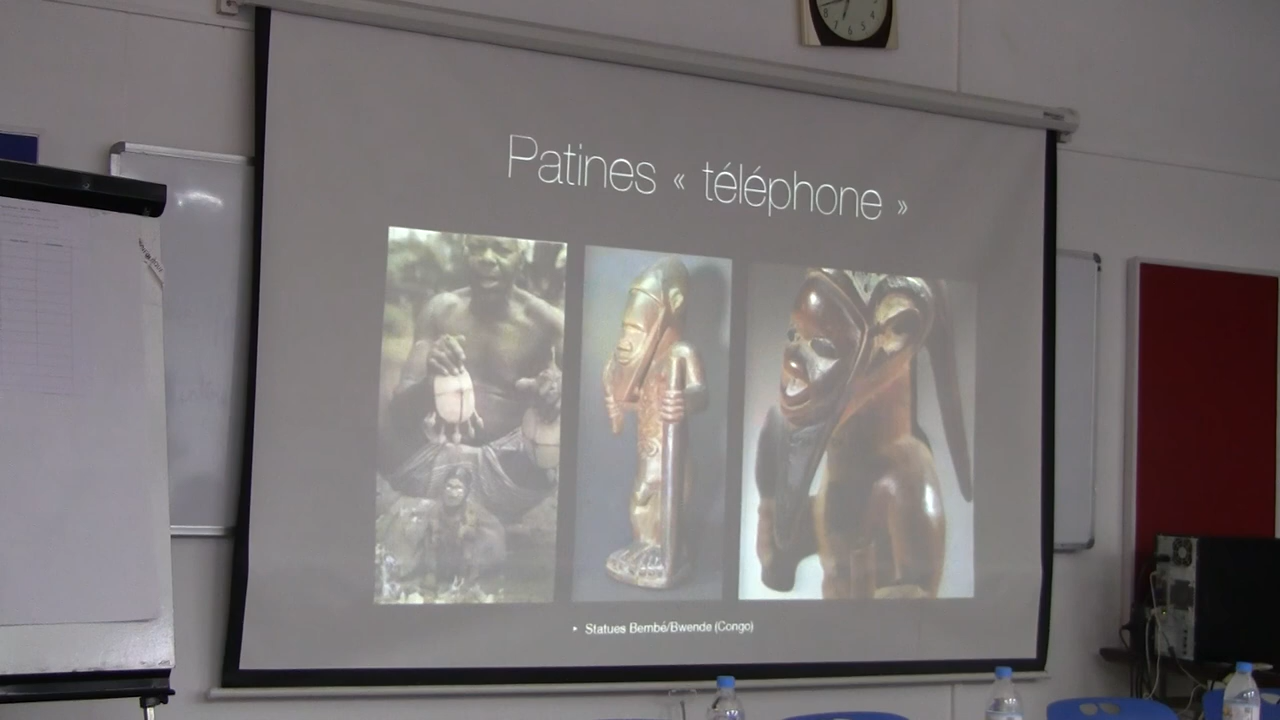 Patines « téléphone »
• Statues Bembé/Bwende (Congo)